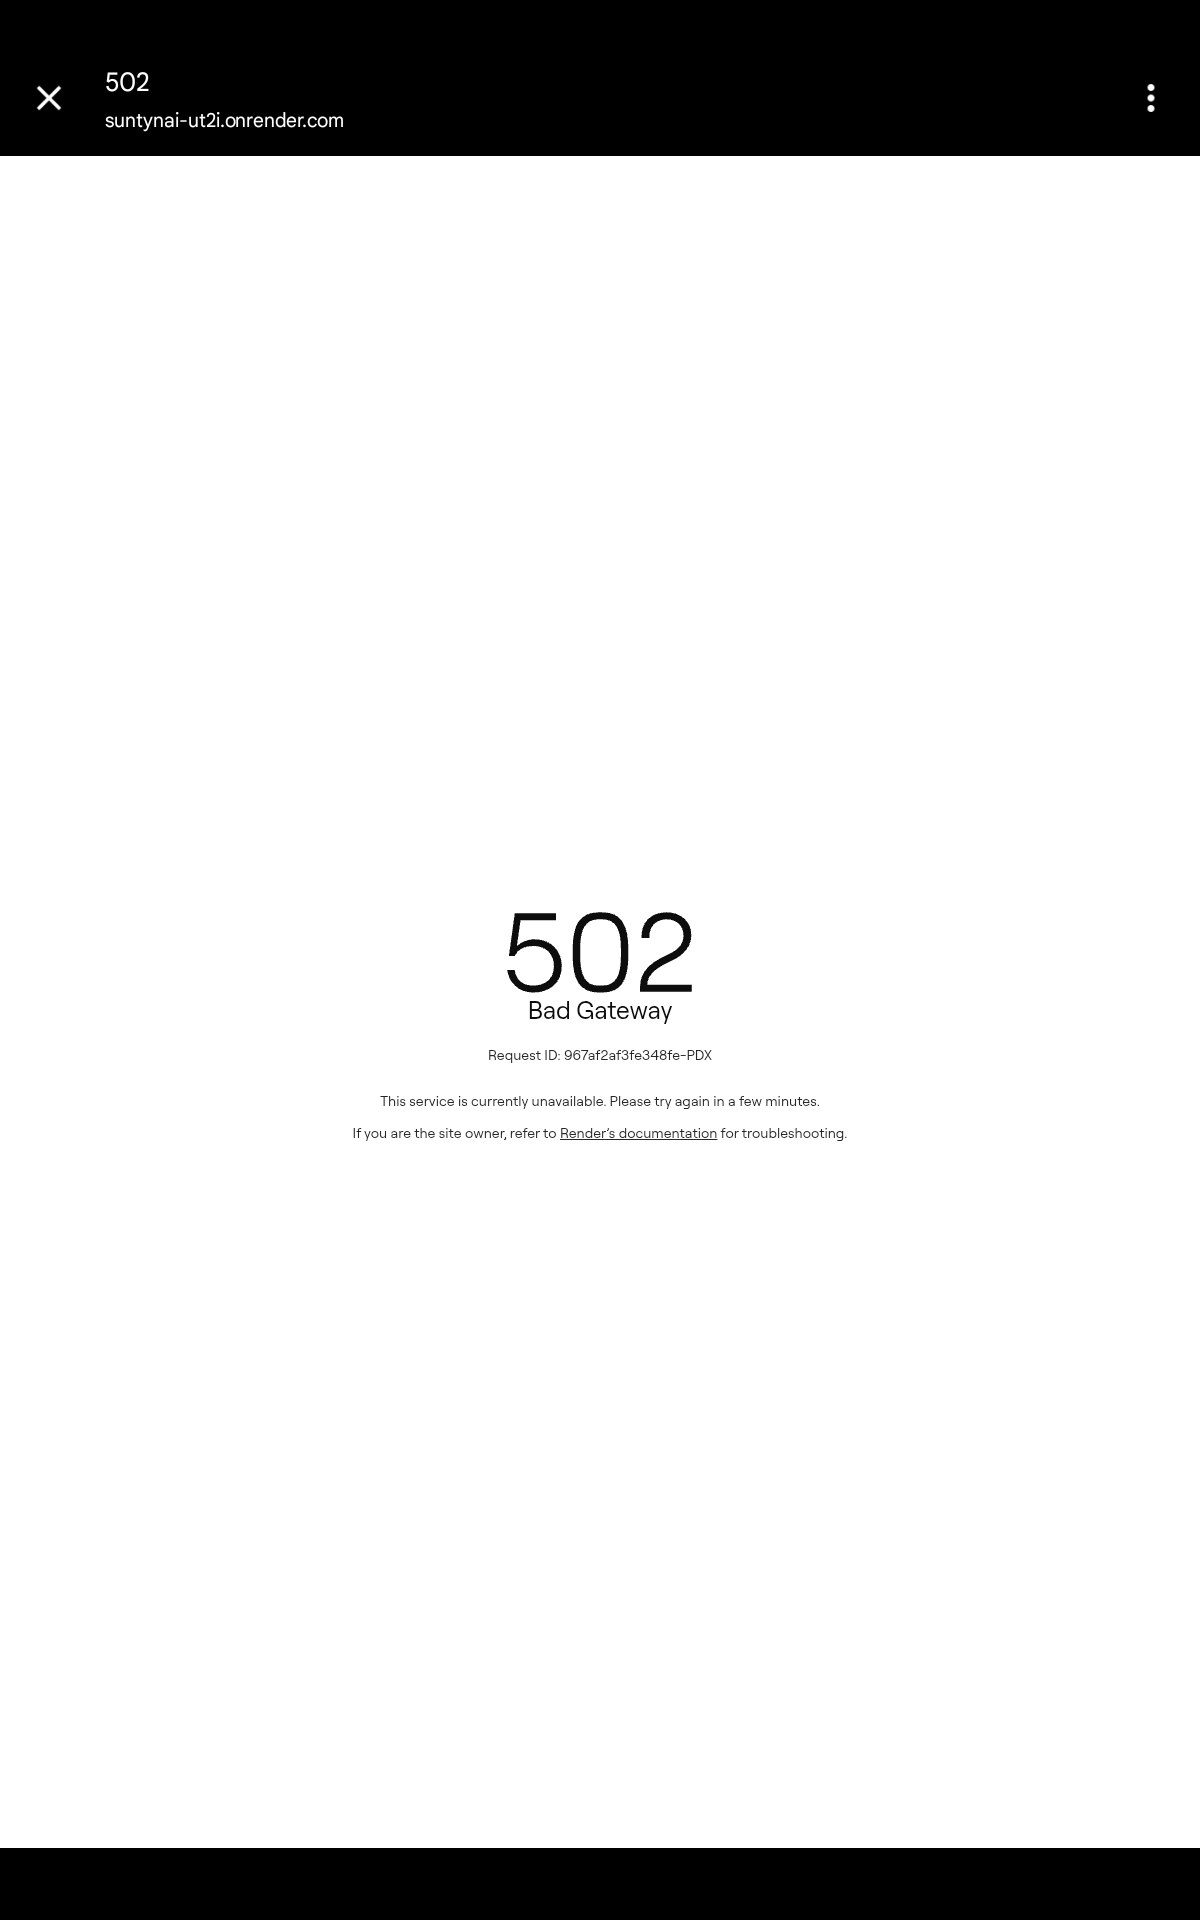 502
suntynai-ut2i.onrender.com
502
Bad Gateway
Request ID: 967af2af3fe348fe-PDX
This service is currently unavailable. Please try again in a few minutes.
If you are the site owner, refer to Render’s documentation for troubleshooting.